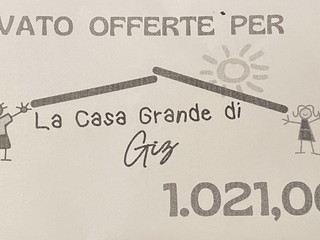 VATO OFFERTE PER
La Casa Grande di
Giz
1.021,00